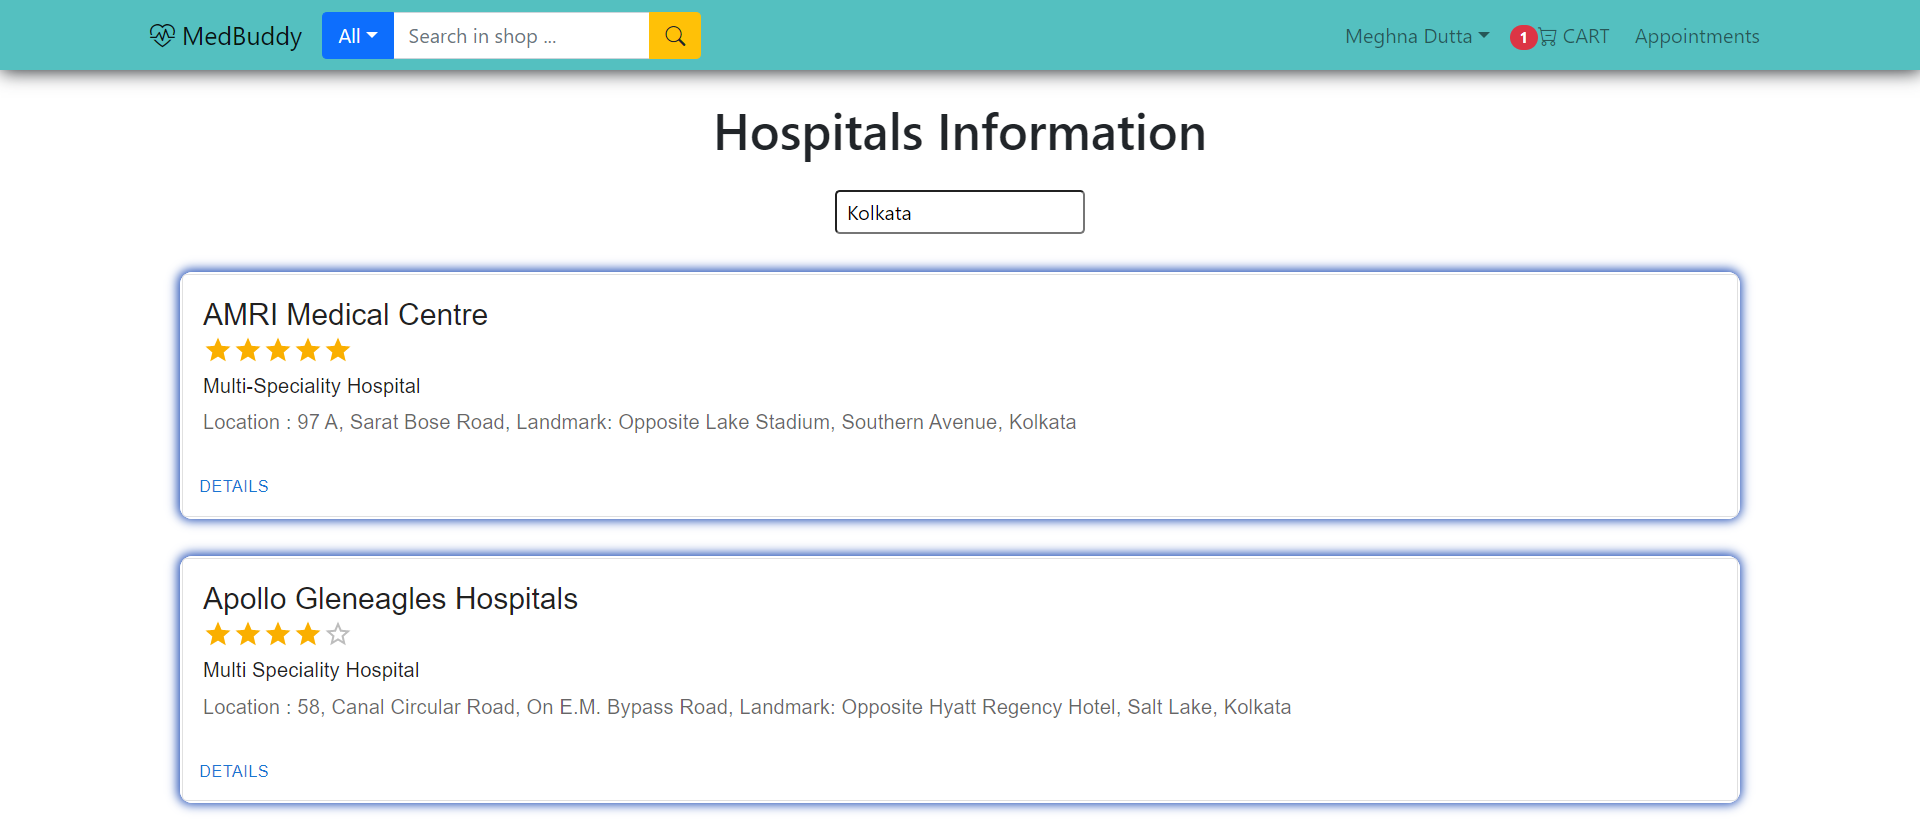 MedBuddy All Search in shop ... Meghna Dutta 1 CART Appointments
Hospitals Information
Kolkata
AMRI Medical Centre
Multi-Speciality Hospital
Location : 97 A, Sarat Bose Road, Landmark: Opposite Lake Stadium, Southern Avenue, Kolkata
DETAILS
Apollo Gleneagles Hospitals
Multi Speciality Hospital
Location : 58, Canal Circular Road, On E.M. Bypass Road, Landmark: Opposite Hyatt Regency Hotel, Salt Lake, Kolkata
DETAILS